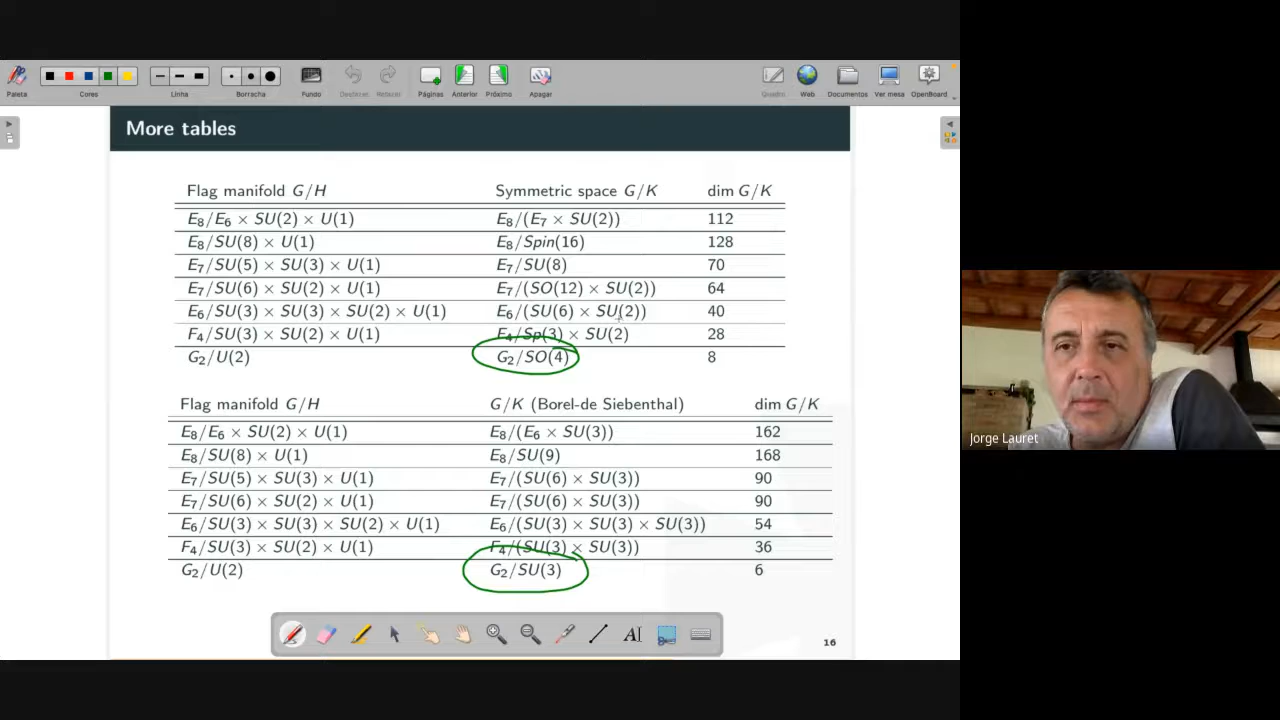 Paleta Cores Linha Borracha Fundo Desfazer Refazer Páginas Anterior Próximo Apagar Quadro Web Documentos Ver mesa OpenBoard
More tables
Flag manifold G/H Symmetric space G/K dim G/K
E₈/E₆ × SU(2) × U(1) E₈/(E₇ × SU(2)) 112
E₈/SU(8) × U(1) E₈/Spin(16) 128
E₇/SU(5) × SU(3) × U(1) E₇/SU(8) 70
E₇/SU(6) × SU(2) × U(1) E₇/(SO(12) × SU(2)) 64
E₆/SU(3) × SU(3) × SU(2) × U(1) E₆/(SU(6) × SU(2)) 40
F₄/SU(3) × SU(2) × U(1) F₄/Sp(3) × SU(2) 28
G₂/U(2) G₂/SO(4) 8
Flag manifold G/H G/K (Borel-de Siebenthal) dim G/K
E₈/E₆ × SU(2) × U(1) E₈/(E₆ × SU(3)) 162
E₈/SU(8) × U(1) E₈/SU(9) 168
E₇/SU(5) × SU(3) × U(1) E₇/(SU(6) × SU(3)) 90
E₇/SU(6) × SU(2) × U(1) E₇/(SU(6) × SU(3)) 90
E₆/SU(3) × SU(3) × SU(2) × U(1) E₆/(SU(3) × SU(3) × SU(3)) 54
F₄/SU(3) × SU(2) × U(1) F₄/(SU(3) × SU(3)) 36
G₂/U(2) G₂/SU(3) 6
16
Jorge Lauret